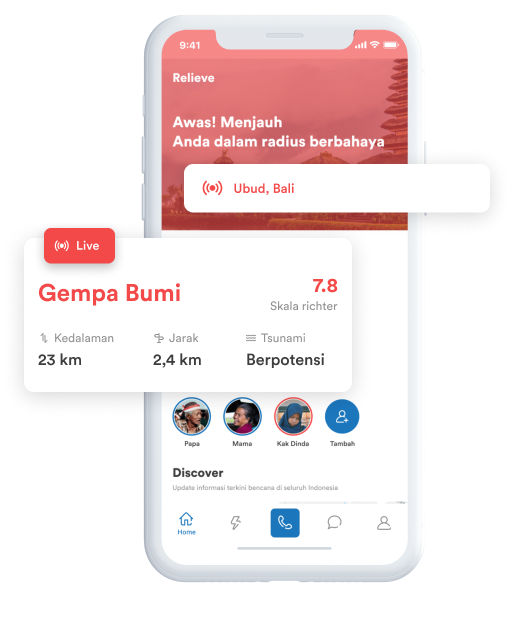 9:41
Relieve
Awas! Menjauh
Anda dalam radius berbahaya
Ubud, Bali
Live
Gempa Bumi
7.8
Skala richter
Kedalaman
Jarak
Tsunami
23 km
2,4 km
Berpotensi
Papa
Mama
Kak Dinda
Tambah
Discover
Update informasi terkini bencana di seluruh Indonesia
Home